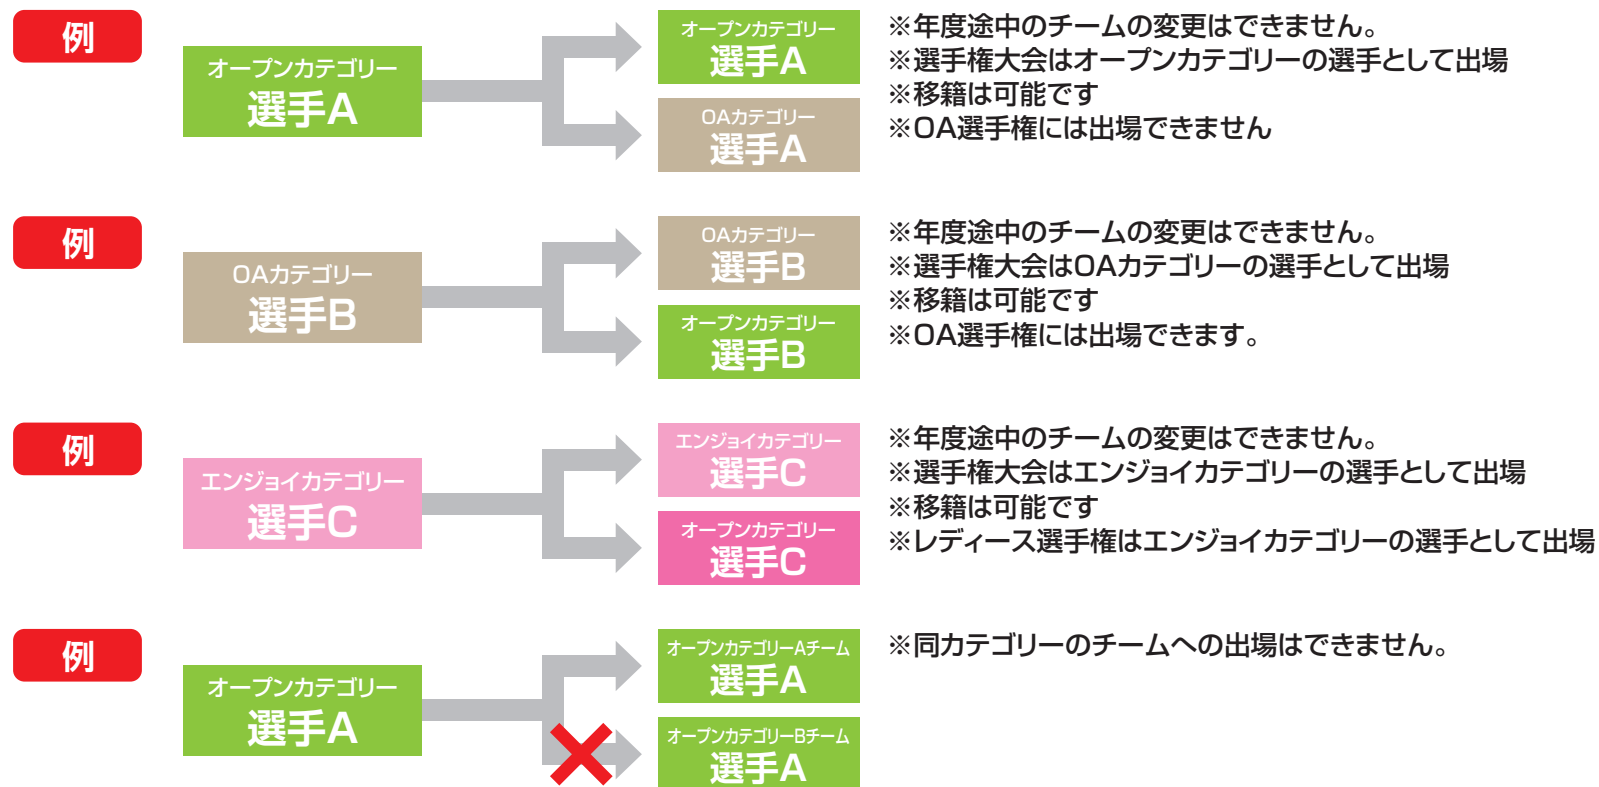 例
オープンカテゴリー
選手A
オープンカテゴリー
選手A
OAカテゴリー
選手A
※年度途中のチームの変更はできません。
※選手権大会はオープンカテゴリーの選手として出場
※移籍は可能です
※OA選手権には出場できません
例
OAカテゴリー
選手B
OAカテゴリー
選手B
オープンカテゴリー
選手B
※年度途中のチームの変更はできません。
※選手権大会はOAカテゴリーの選手として出場
※移籍は可能です
※OA選手権には出場できます。
例
エンジョイカテゴリー
選手C
エンジョイカテゴリー
選手C
オープンカテゴリー
選手C
※年度途中のチームの変更はできません。
※選手権大会はエンジョイカテゴリーの選手として出場
※移籍は可能です
※レディース選手権はエンジョイカテゴリーの選手として出場
例
オープンカテゴリー
選手A
オープンカテゴリーAチーム
選手A
オープンカテゴリーBチーム
選手A
※同カテゴリーのチームへの出場はできません。